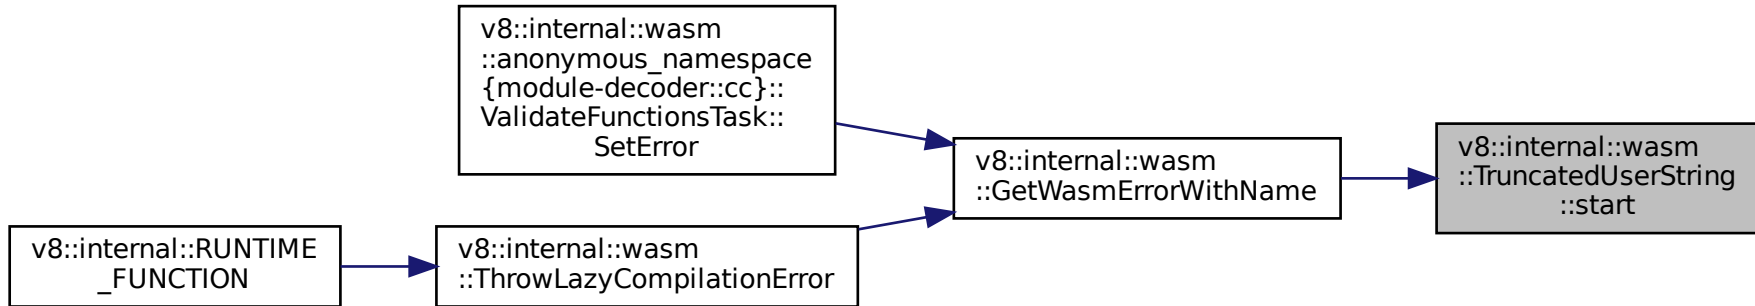 v8::internal::wasm
::anonymous_namespace
{module-decoder::cc}::
ValidateFunctionsTask::
SetError
v8::internal::wasm
::GetWasmErrorWithName
v8::internal::wasm
::TruncatedUserString
::start
v8::internal::RUNTIME
_FUNCTION
v8::internal::wasm
::ThrowLazyCompilationError